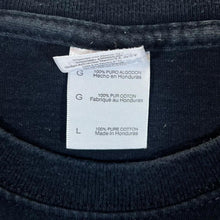 G 100% PURO ALGODON
Hecho en Honduras
G 100% PUR COTON
Fabriqué au Honduras
L 100% PURE COTTON
Made in Honduras